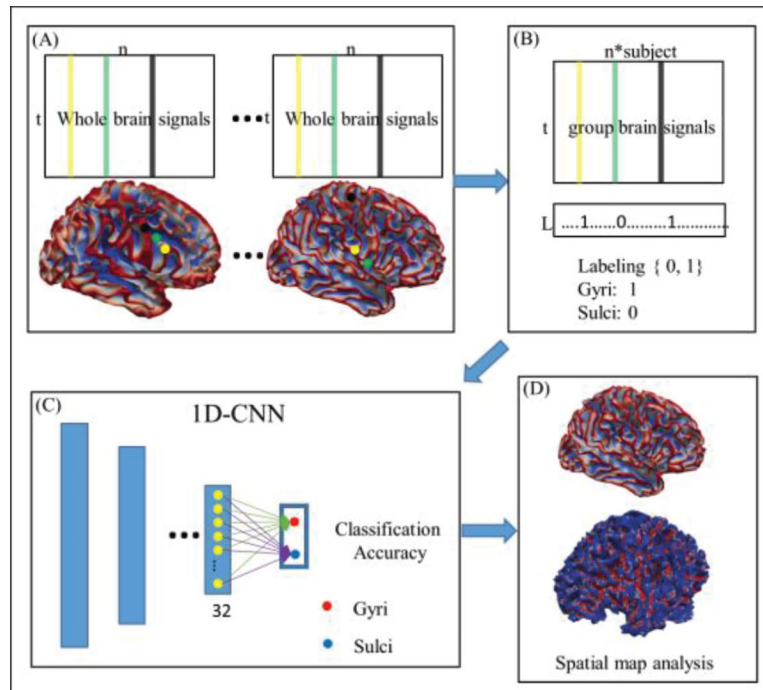 (A)
n
n
t
Whole brain signals
t
Whole brain signals
(B)
n*subject
t
group brain signals
L
....1......0..........1..............
Labeling { 0, 1}
Gyri: 1
Sulci: 0
(C)
1D-CNN
32
Classification
Accuracy
Gyri
Sulci
(D)
Spatial map analysis